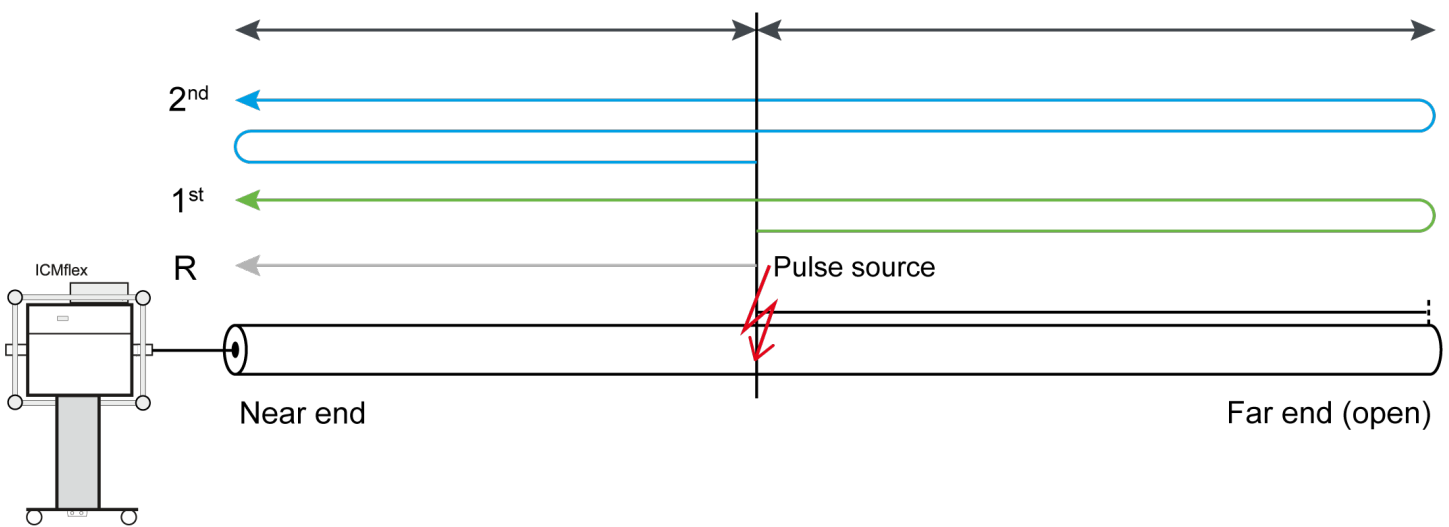 2nd
1st
R
Pulse source
ICMflex
Near end
Far end (open)